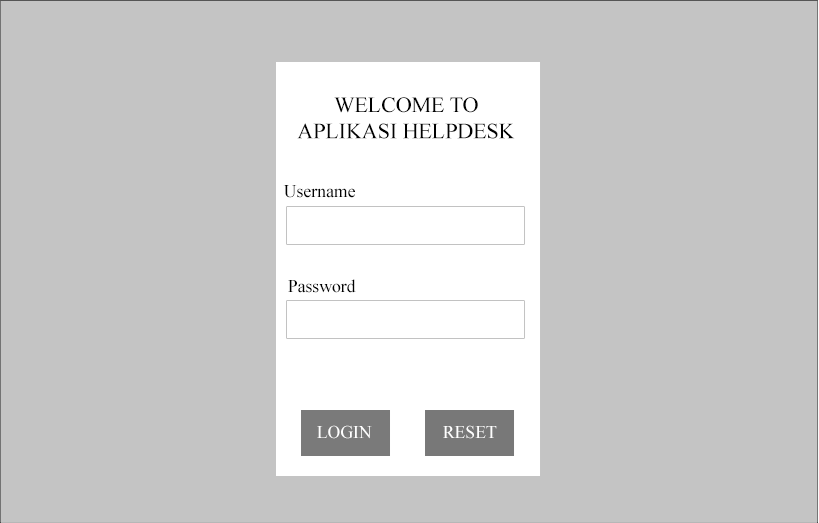 WELCOME TO
APLIKASI HELPDESK
Username
Password
LOGIN
RESET